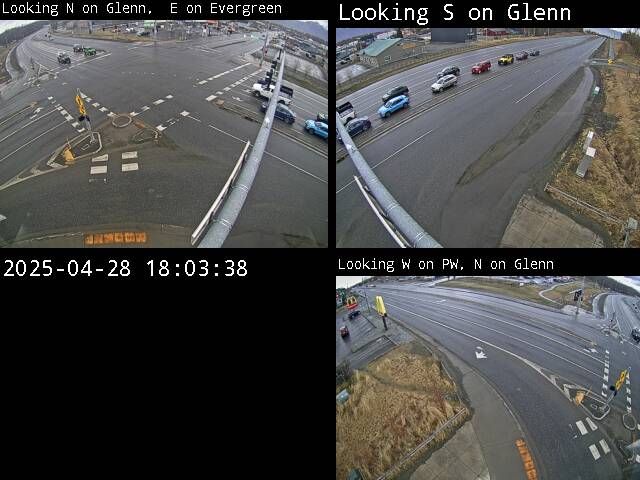 Looking N on Glenn,  E on Evergreen
Looking S on Glenn
2025-04-28 18:03:38
Looking W on PW, N on Glenn